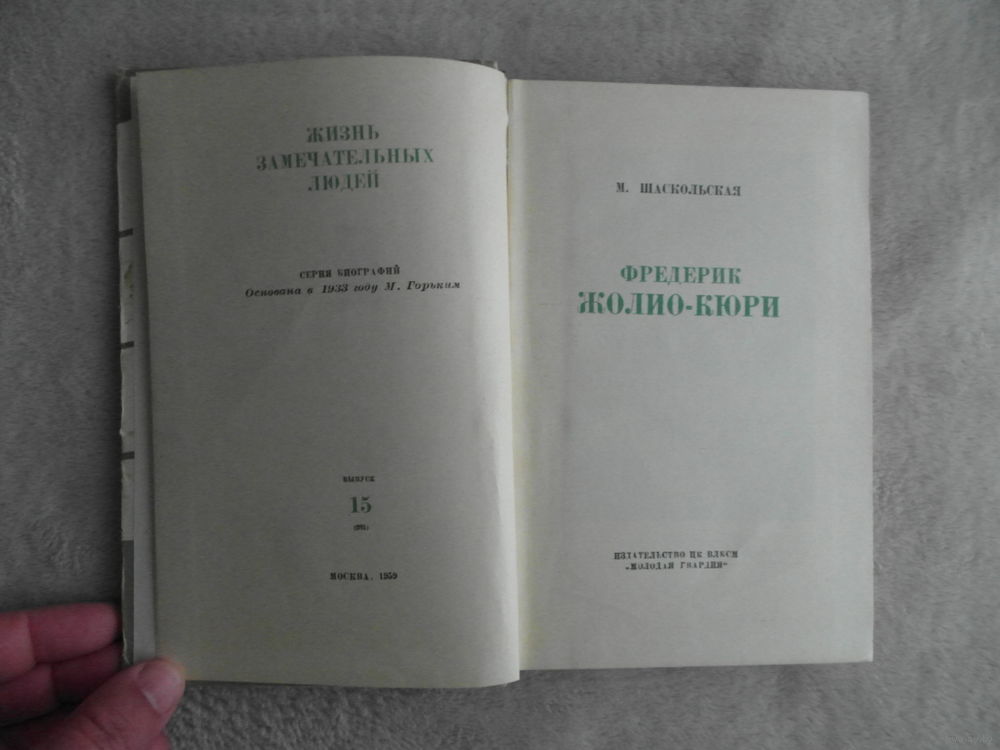 ЖИЗНЬ
ЗАМЕЧАТЕЛЬНЫХ
ЛЮДЕЙ
СЕРИЯ БИОГРАФИЙ
Основана в 1933 году М. Горьким
ВЫПУСК
15
МОСКВА, 1959
М. ШАСКОЛЬСКАЯ
ФРЕДЕРИК
ЖОЛИО-КЮРИ
ИЗДАТЕЛЬСТВО ЦК ВЛКСМ
„МОЛОДАЯ ГВАРДИЯ“